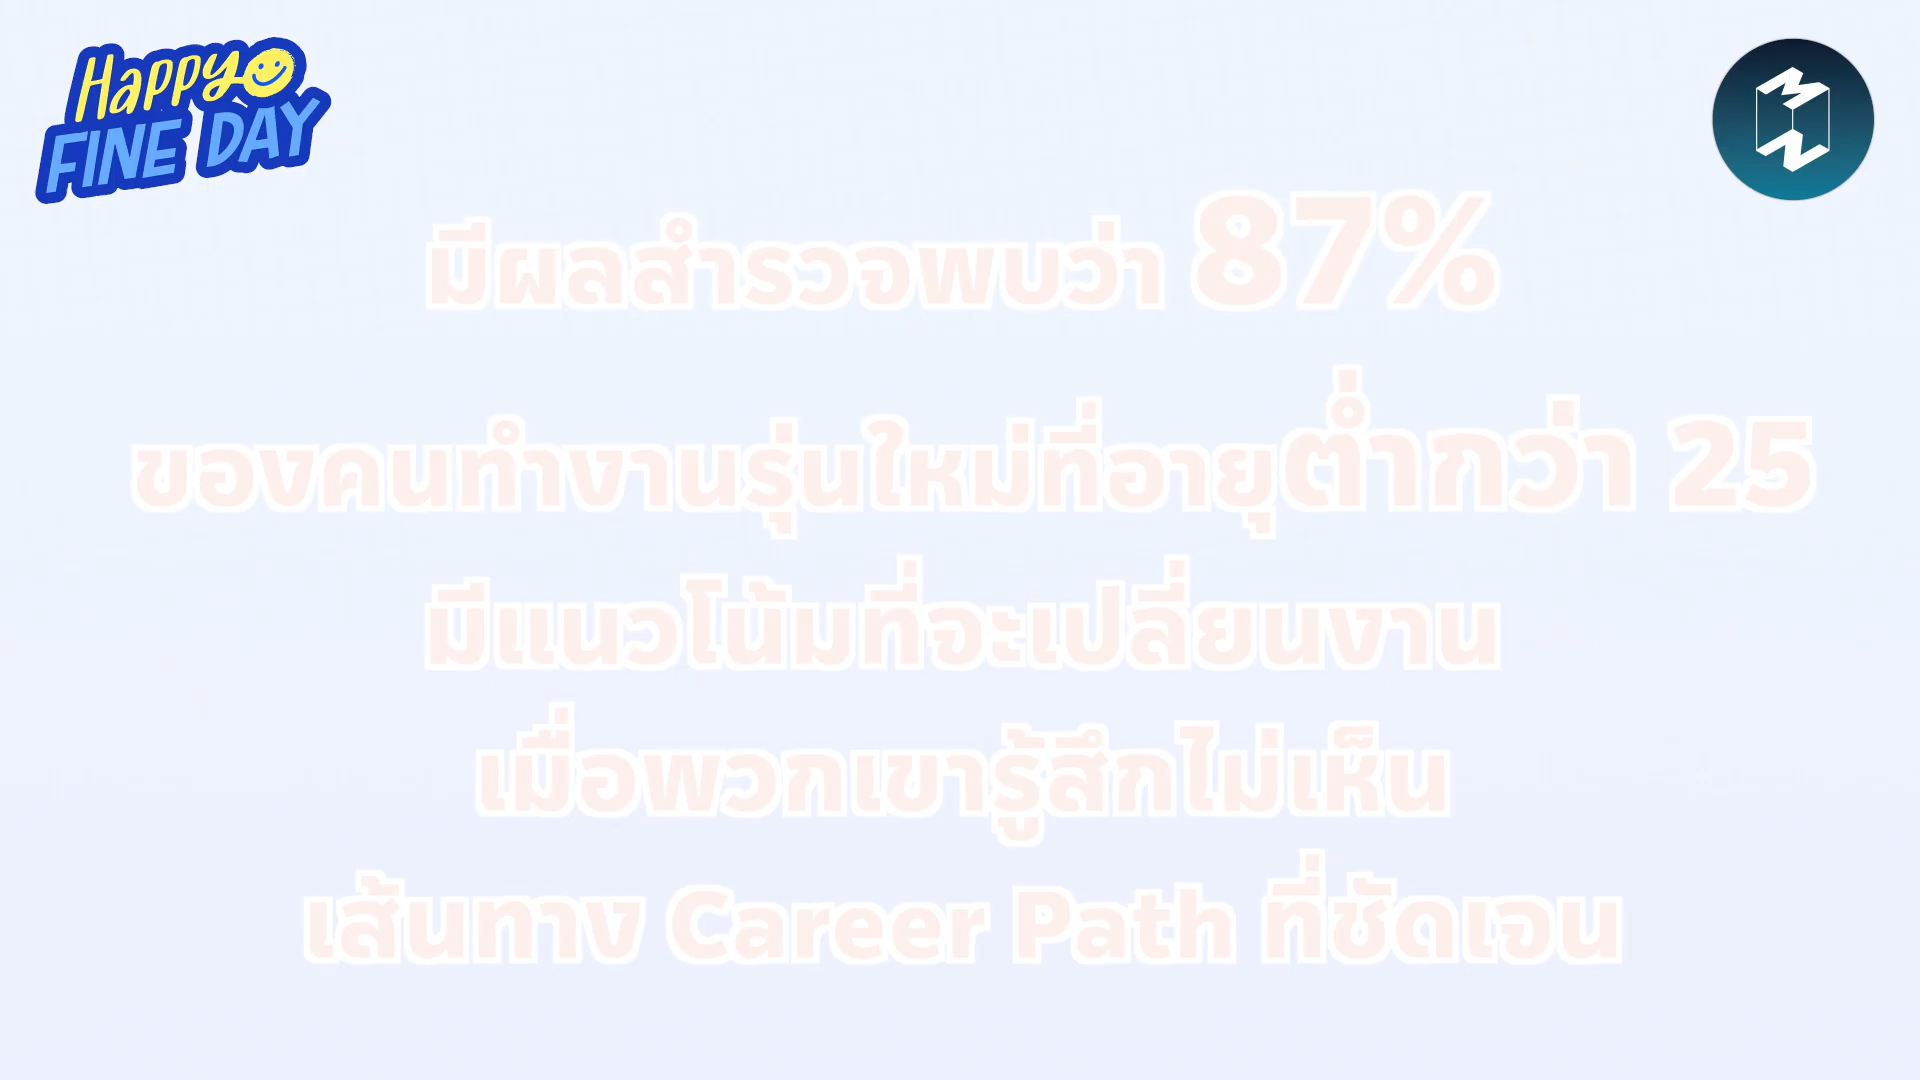 Happy
FINE DAY
มีผลสำรวจพบว่า 87%
ของคนทำงานรุ่นใหม่ที่อายุต่ำกว่า 25
มีแนวโน้มที่จะเปลี่ยนงาน
เมื่อพวกเขารู้สึกไม่เห็น
เส้นทาง Career Path ที่ชัดเจน